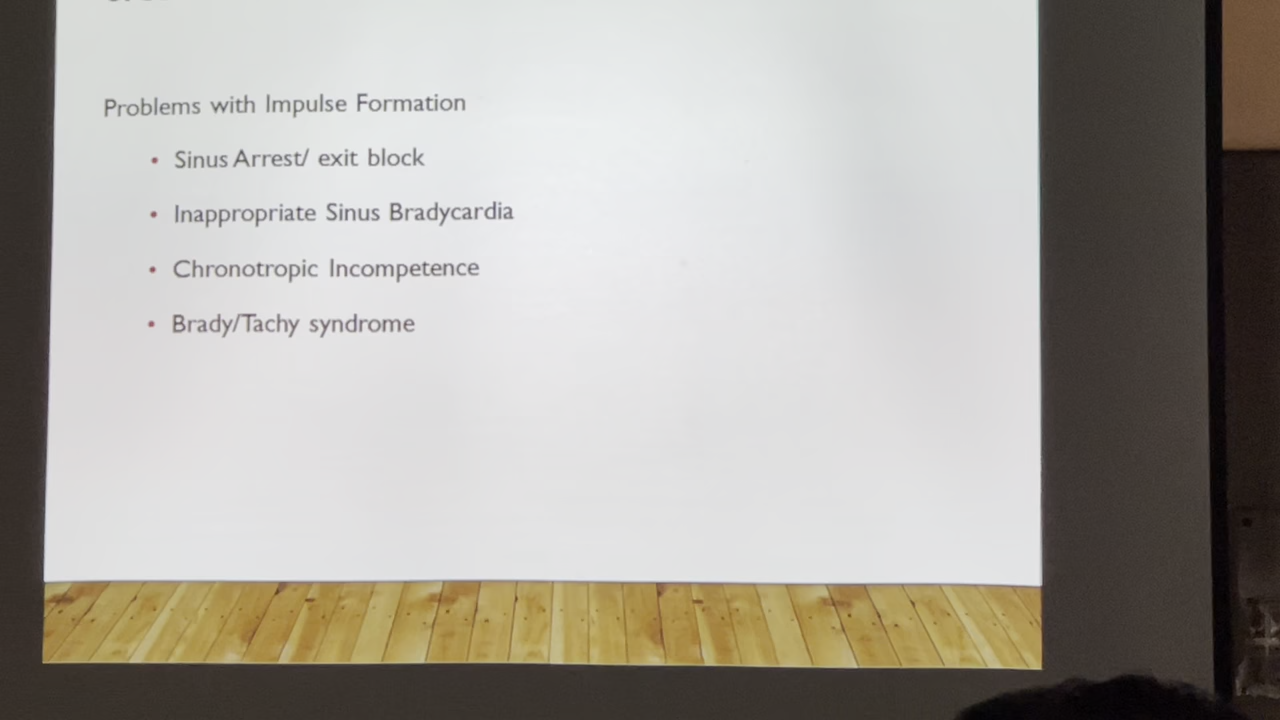 Problems with Impulse Formation
• Sinus Arrest/ exit block
• Inappropriate Sinus Bradycardia
• Chronotropic Incompetence
• Brady/Tachy syndrome